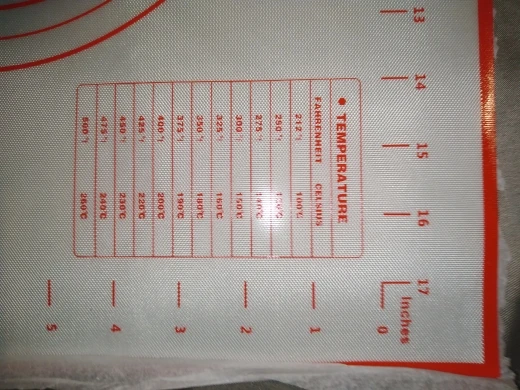 13
14
15
16
17
Inches
0
1
2
3
4
5
● TEMPERATURE
FAHRENHEIT CELSIUS
212°F 100°C
250°F
275°F 140°C
300°F 150°C
325°F 160°C
350°F 180°C
375°F 190°C
400°F 200°C
425°F 220°C
450°F 230°C
475°F 240°C
500°F 260°C